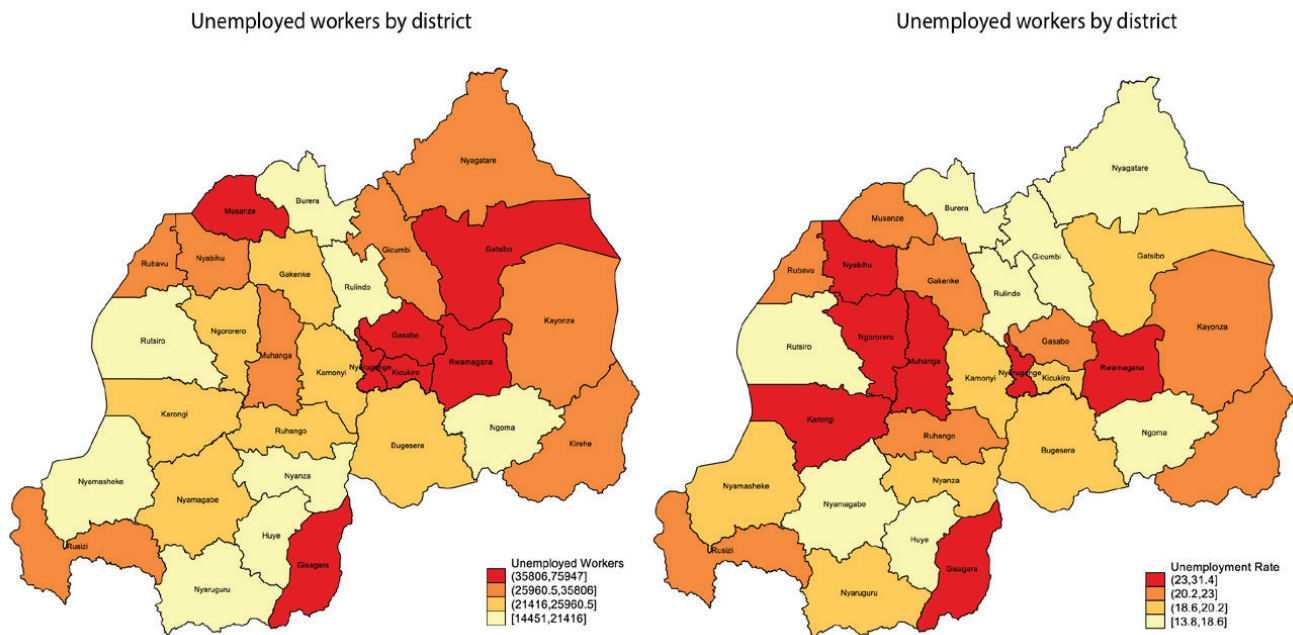 Unemployed workers by district
Nyagatare
Burera
Musanze
Gicumbi
Gatsibo
Rubavu
Nyabihu
Gakenke
Rulindo
Kayonza
Rutsiro
Ngororero
Muhanga
Gasabo
Kamonyi
Nyarugenge
Kicukiro
Rwamagana
Karongi
Ruhango
Bugesera
Ngoma
Kirehe
Nyamasheke
Nyamagabe
Nyanza
Huye
Rusizi
Gisagara
Nyaruguru
Unemployed Workers
(35806,75947]
(25960.5,35806]
(21416,25960.5]
[14451,21416]
Unemployed workers by district
Nyagatare
Burera
Musanze
Gicumbi
Gatsibo
Rubavu
Nyabihu
Gakenke
Rulindo
Kayonza
Rutsiro
Ngororero
Muhanga
Gasabo
Kamonyi
Nyarugenge
Kicukiro
Rwamagana
Karongi
Ruhango
Bugesera
Ngoma
Nyamasheke
Nyamagabe
Nyanza
Huye
Rusizi
Gisagara
Nyaruguru
Unemployment Rate
(23,31.4]
(20.2,23]
(18.6,20.2]
[13.8,18.6]